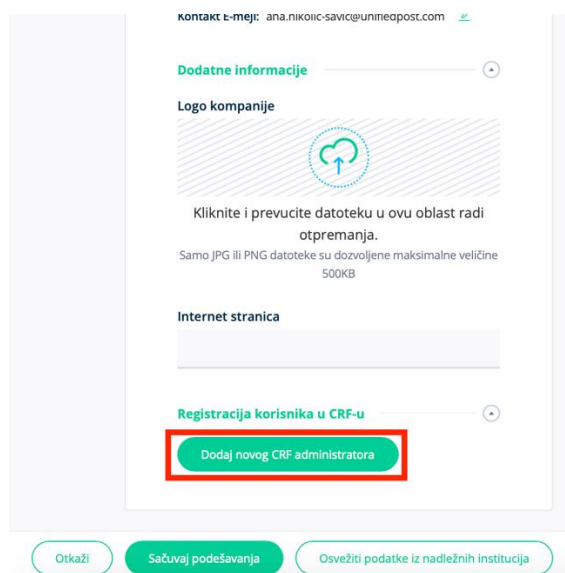 Kontakt E-mejl: ana.nikolic-savic@unifiedpost.com
Dodatne informacije
Logo kompanije
Kliknite i prevucite datoteku u ovu oblast radi
otpremanja.
Samo JPG ili PNG datoteke su dozvoljene maksimalne veličine
500KB
Internet stranica
Registracija korisnika u CRF-u
Dodaj novog CRF administratora
Otkaži Sačuvaj podešavanja Osvežiti podatke iz nadležnih institucija